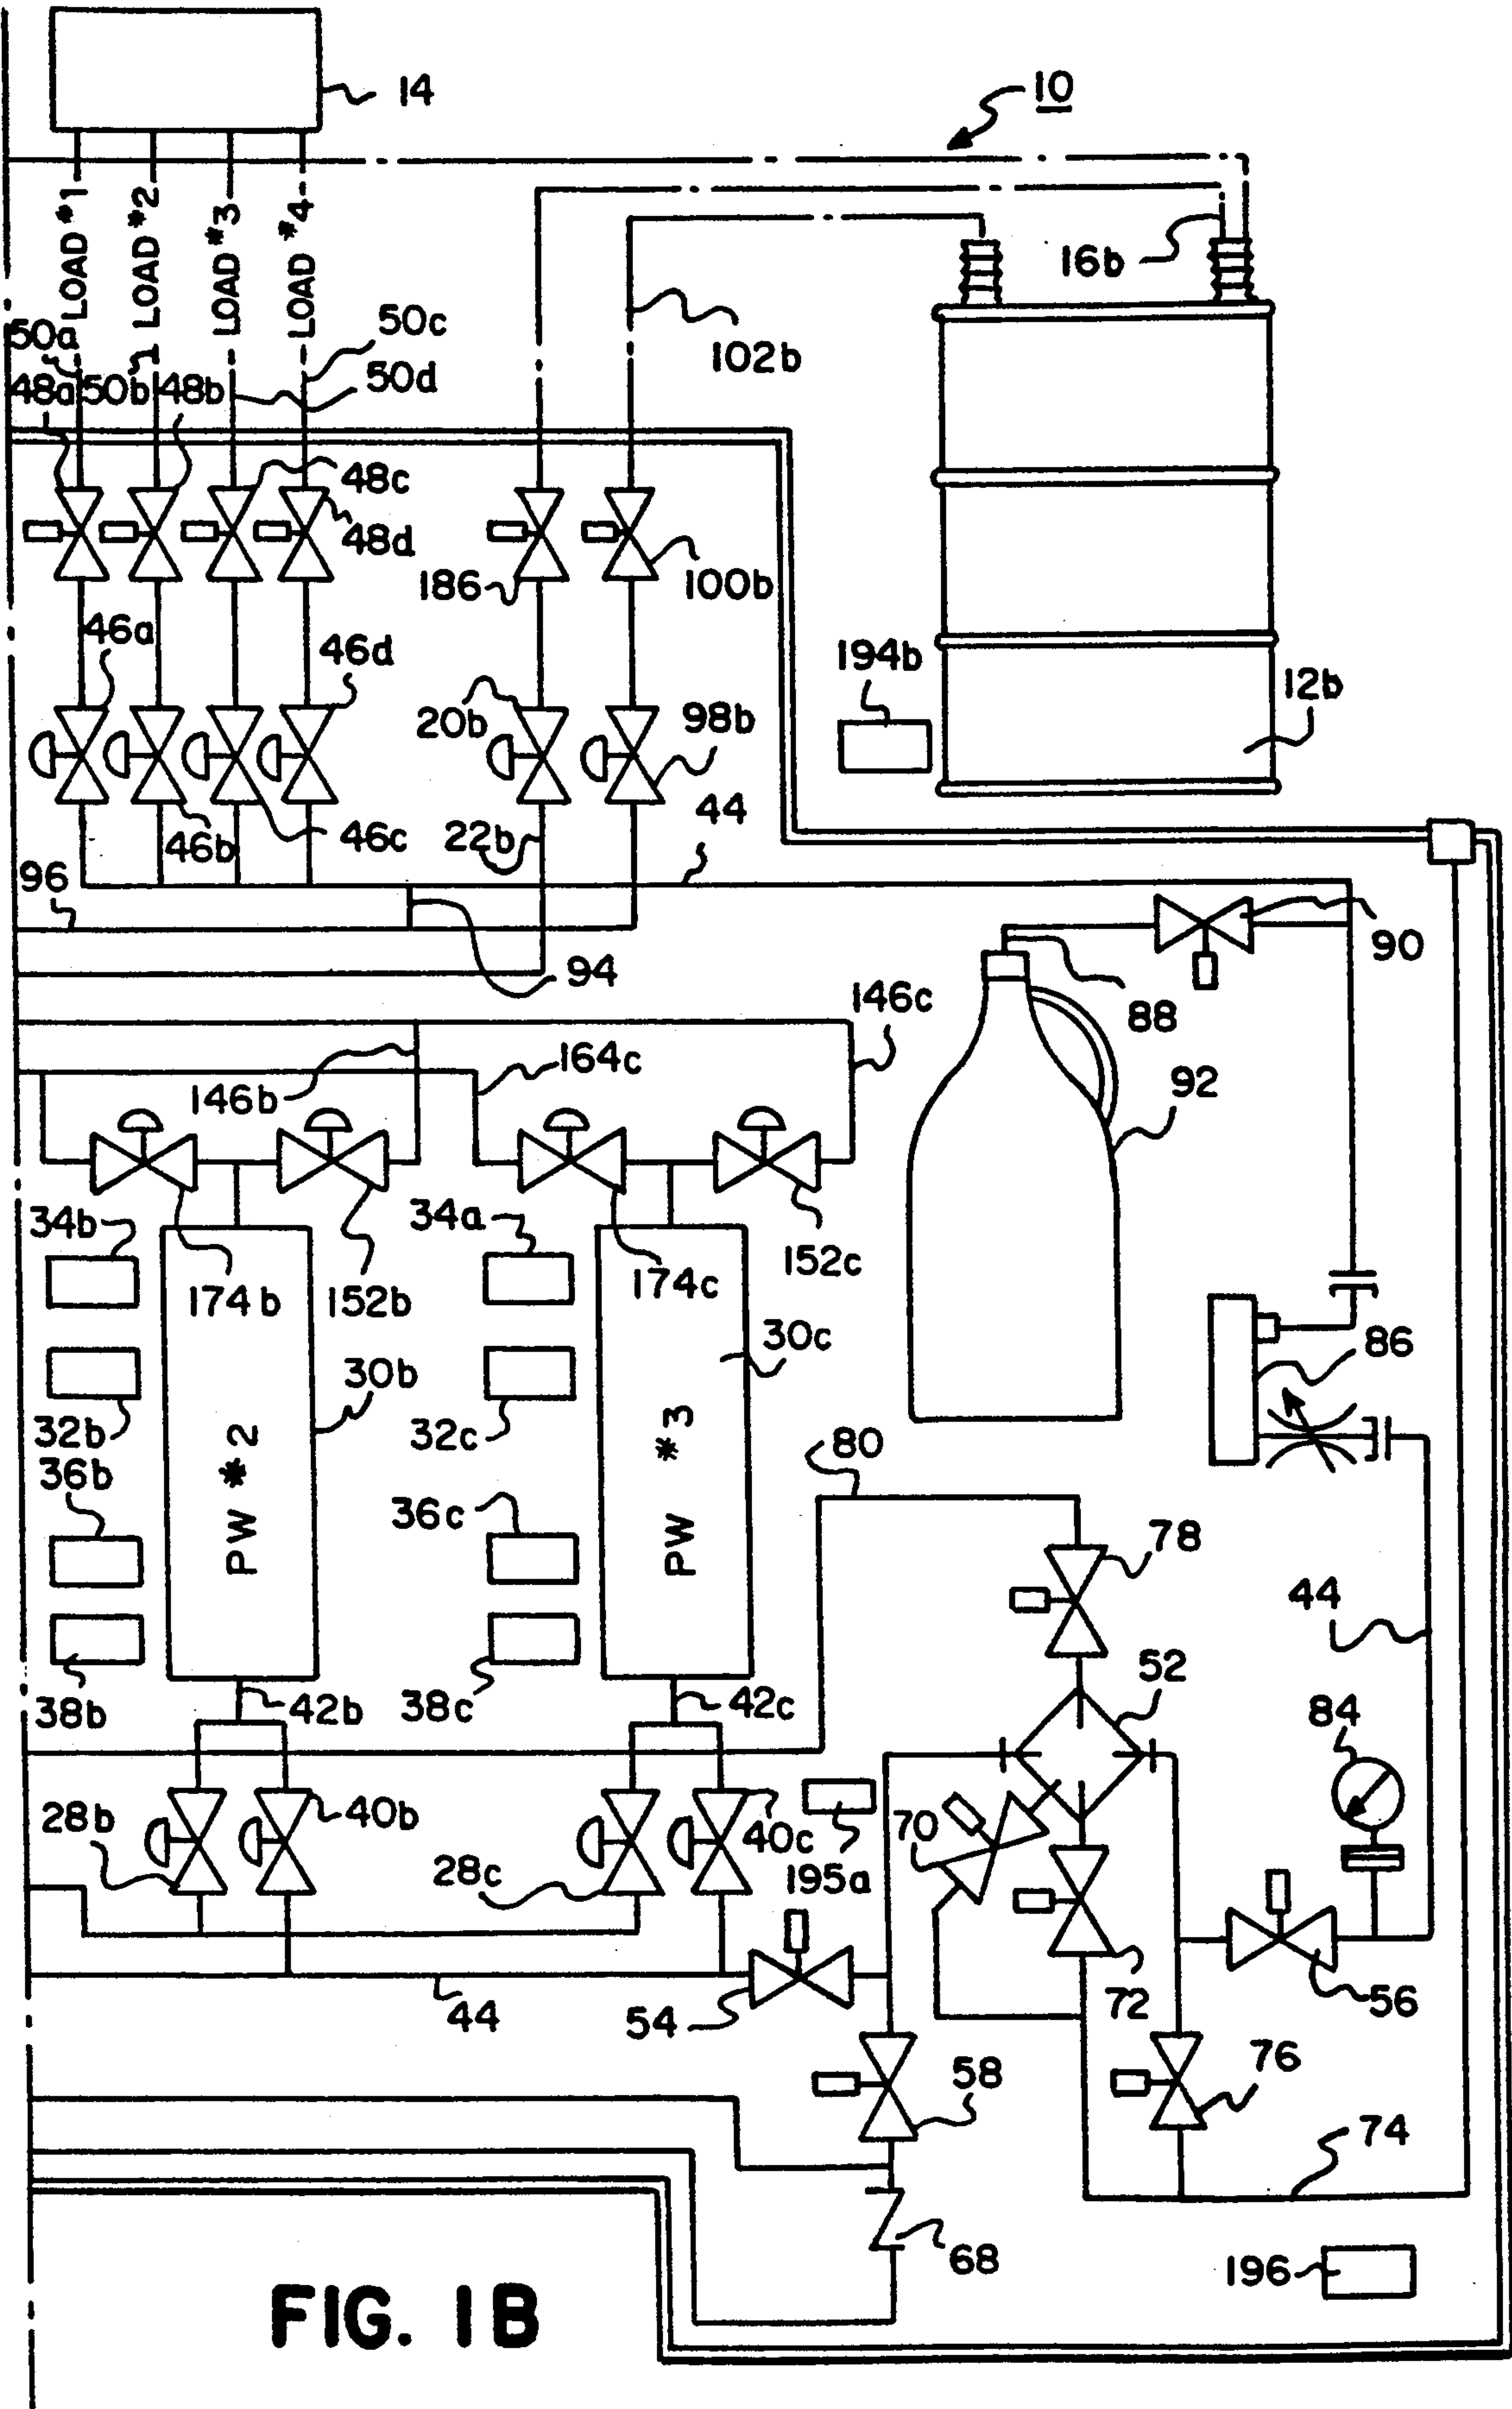 14
10
LOAD #1
LOAD #2
LOAD #3
LOAD #4
16b
50a
50c
102b
48a
50b
48b
50d
48c
48d
186
100b
46a
46d
194b
12b
20b
98b
46b
46c
22b
44
96
90
94
88
146c
164c
146b
92
34b
34a
174b
152b
174c
152c
30c
86
30b
32b
32c
PW #2
PW #3
80
36b
36c
78
44
52
38b
42b
38c
42c
84
28b
40b
40c
70
28c
195a
44
54
72
56
58
76
74
68
196
FIG. 1B